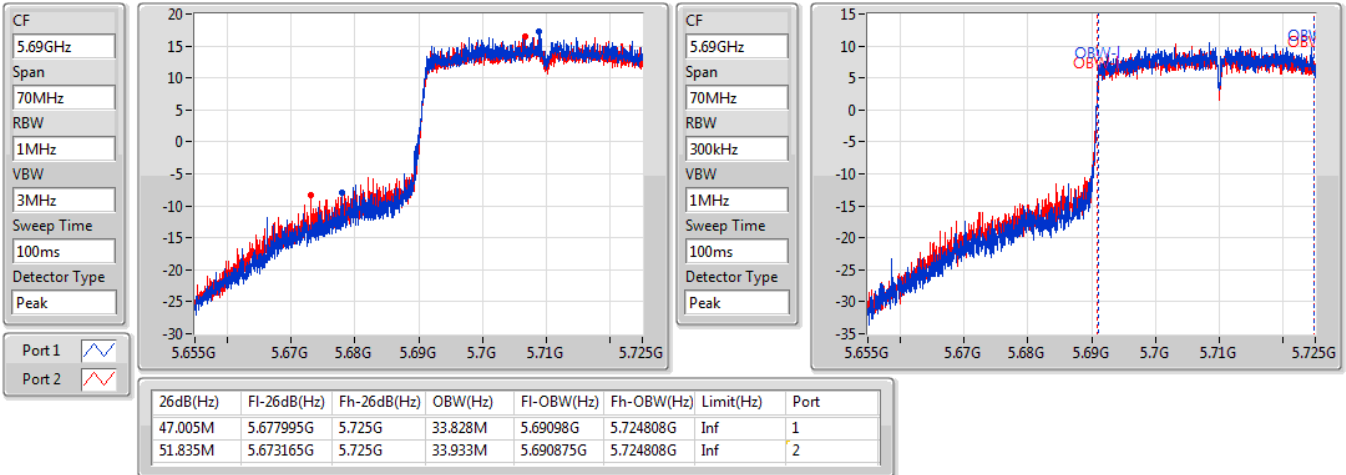 CF
5.69GHz
Span
70MHz
RBW
1MHz
VBW
3MHz
Sweep Time
100ms
Detector Type
Peak
Port 1
Port 2
20
15
10
5
0
-5
-10
-15
-20
-25
-30
5.655G 5.67G 5.68G 5.69G 5.7G 5.71G 5.725G
CF
5.69GHz
Span
70MHz
RBW
300kHz
VBW
1MHz
Sweep Time
100ms
Detector Type
Peak
15
10
5
0
-5
-10
-15
-20
-25
-30
-35
5.655G 5.67G 5.68G 5.69G 5.7G 5.71G 5.725G
26dB(Hz) Fl-26dB(Hz) Fh-26dB(Hz) OBW(Hz) Fl-OBW(Hz) Fh-OBW(Hz) Limit(Hz) Port
47.005M 5.677995G 5.725G 33.828M 5.69098G 5.724808G Inf 1
51.835M 5.673165G 5.725G 33.933M 5.690875G 5.724808G Inf 2